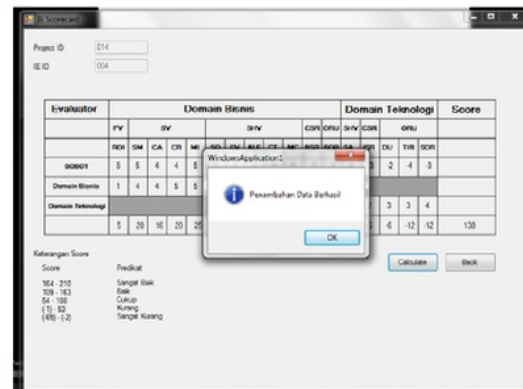 IE Scorecard
Project ID 014
IE ID 004
Evaluator Domain Bisnis Domain Teknologi Score
FV SV SHV CSR ORU SHV CSR ORU
ROI SM CA CR MI DU TIR SDR
BOBOT 5 5 4 4 5 -2 -4 -3
Domain Bisnis 1 4 4 5 5
Domain Teknologi 3 3 4
5 20 16 20 25 -6 -12 -12 138
WindowsApplication1
Penambahan Data Berhasil
OK
Keterangan Score
Score Predikat
164 - 210 Sangat Baik
109 - 163 Baik
54 - 108 Cukup
(-1) - 53 Kurang
Sangat Kurang
Calculate Back